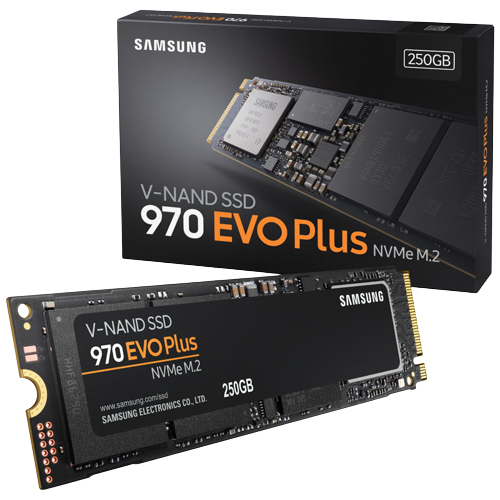 SAMSUNG
250GB
SAMSUNG
V-NAND SSD
970 EVO Plus
NVMe M.2
SAMSUNG
V-NAND SSD
970 EVO Plus
NVMe M.2
250GB
www.samsung.com/ssd
SAMSUNG ELECTRONICS CO., LTD.